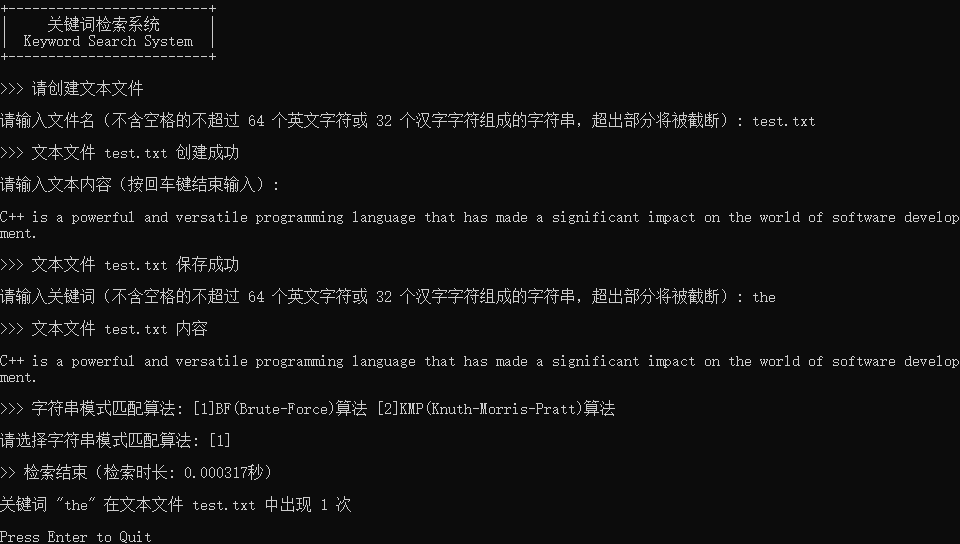 +-------------------------+
| 关键词检索系统 |
| Keyword Search System |
+-------------------------+
>>> 请创建文本文件
请输入文件名（不含空格的不超过 64 个英文字符或 32 个汉字字符组成的字符串，超出部分将被截断）: test.txt
>>> 文本文件 test.txt 创建成功
请输入文本内容（按回车键结束输入）:
C++ is a powerful and versatile programming language that has made a significant impact on the world of software develop
ment.
>>> 文本文件 test.txt 保存成功
请输入关键词（不含空格的不超过 64 个英文字符或 32 个汉字字符组成的字符串，超出部分将被截断）: the
>>> 文本文件 test.txt 内容
C++ is a powerful and versatile programming language that has made a significant impact on the world of software develop
ment.
>>> 字符串模式匹配算法: [1]BF(Brute-Force)算法 [2]KMP(Knuth-Morris-Pratt)算法
请选择字符串模式匹配算法: [1]
>> 检索结束（检索时长: 0.000317秒）
关键词 "the" 在文本文件 test.txt 中出现 1 次
Press Enter to Quit